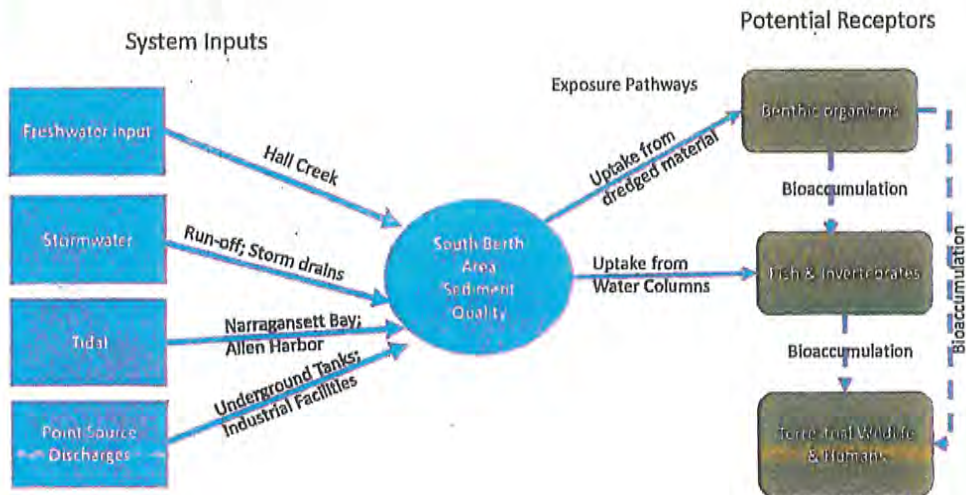 System Inputs
Potential Receptors
Freshwater input
Hall Creek
Stormwater
Run-off; Storm drains
Tidal
Narragansett Bay;
Allen Harbor
Point Source
Discharges
Underground Tanks;
Industrial Facilities
South Berth
Area
Sediment
Quality
Exposure Pathways
Uptake from
dredged material
Uptake from
Water Columns
Benthic organisms
Bioaccumulation
Fish & Invertebrates
Bioaccumulation
Terrestrial Wildlife
& Humans
Bioaccumulation